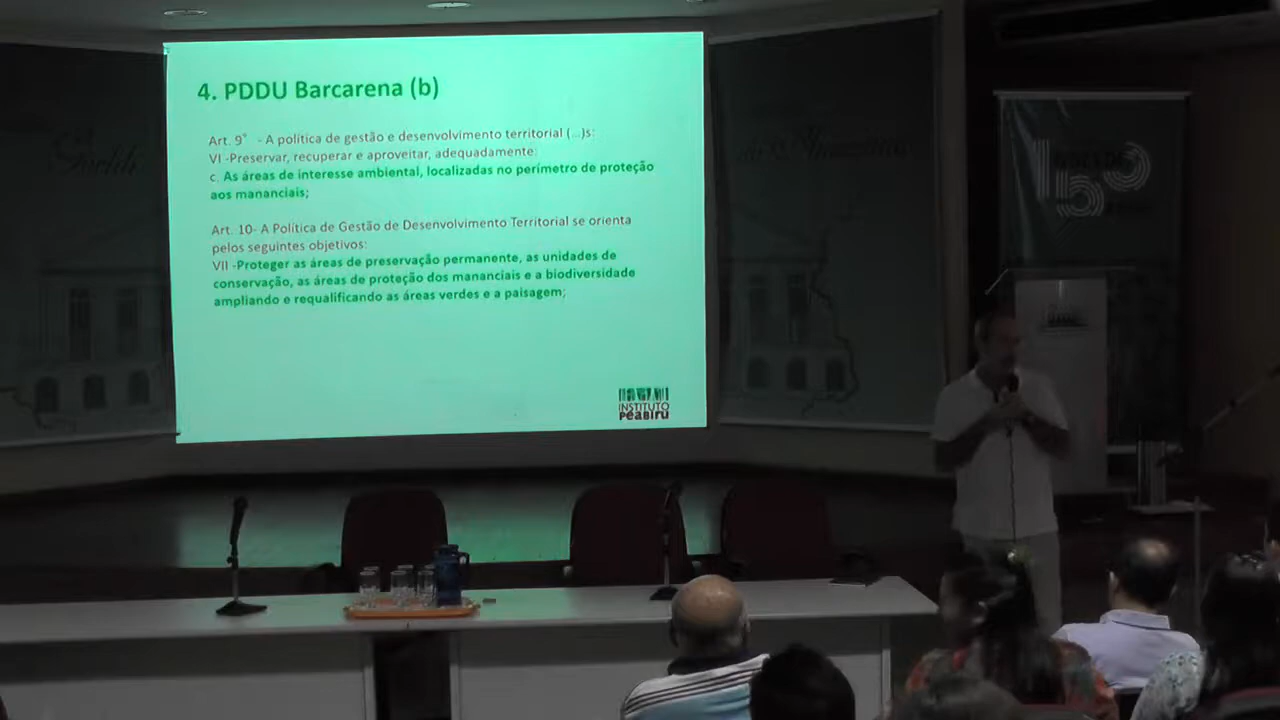 4. PDDU Barcarena (b)
Art. 9° - A política de gestão e desenvolvimento territorial (...)s:
VI -Preservar, recuperar e aproveitar, adequadamente:
c. As áreas de interesse ambiental, localizadas no perímetro de proteção
aos mananciais;
Art. 10- A Política de Gestão de Desenvolvimento Territorial se orienta
pelos seguintes objetivos:
VII -Proteger as áreas de preservação permanente, as unidades de
conservação, as áreas de proteção dos mananciais e a biodiversidade
ampliando e requalificando as áreas verdes e a paisagem;
INSTITUTO
PEABIRU